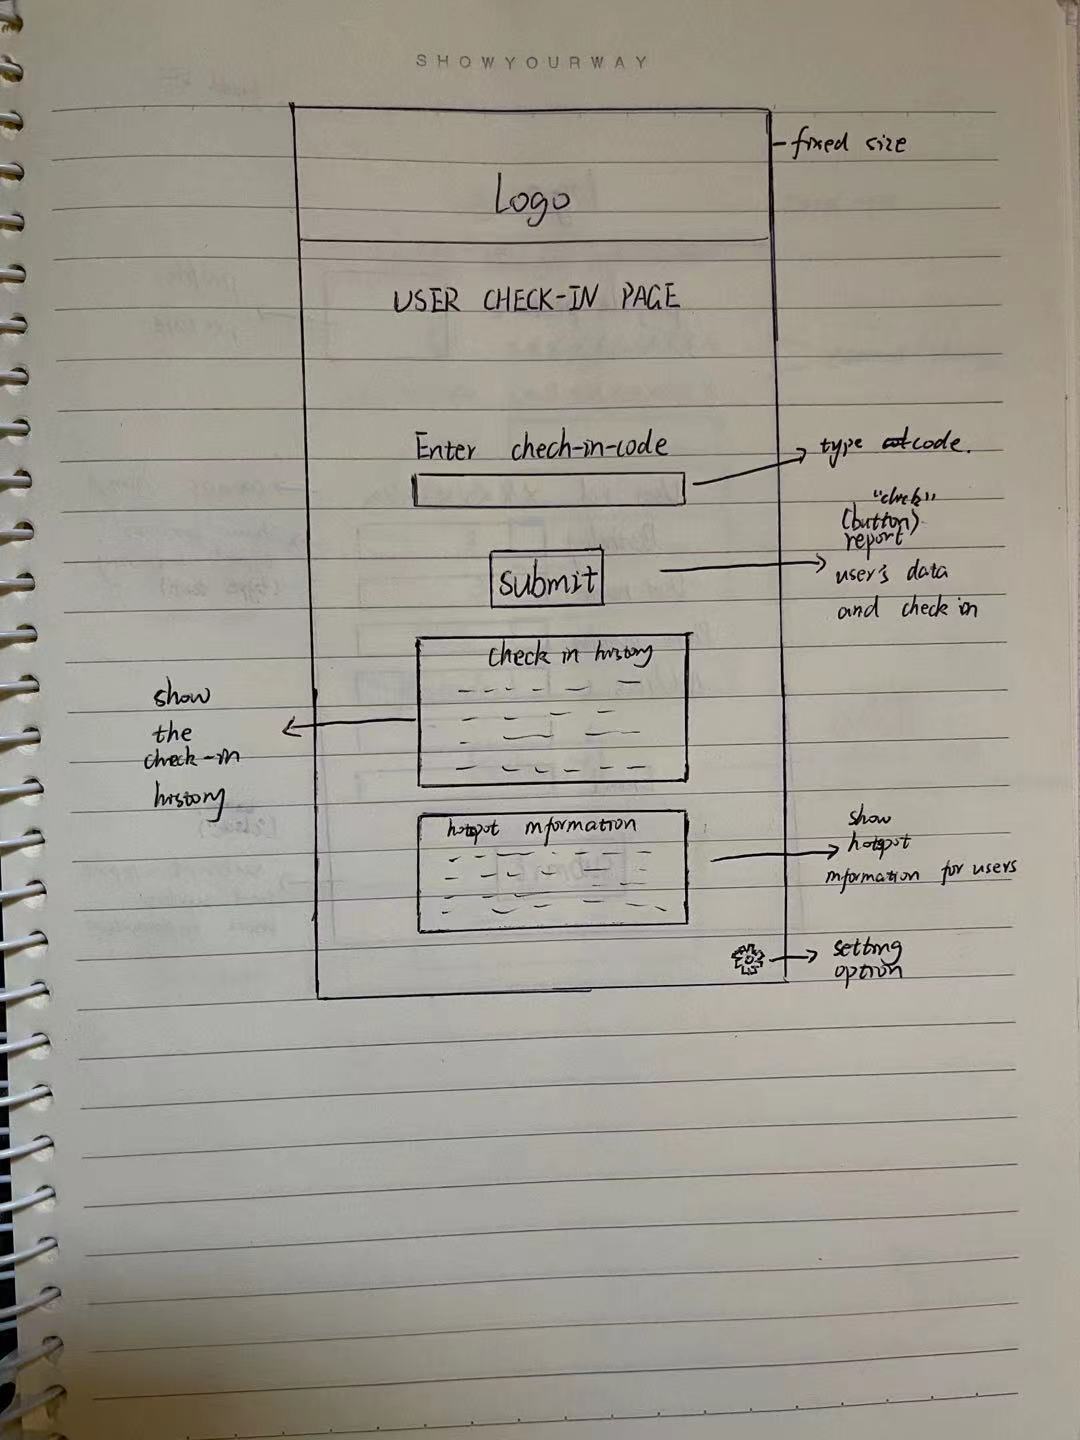 SHOWYOURWAY
fixed size
Logo
USER CHECK-IN PAGE
Enter chech-in-code
type code.
(button)
report
user's data
and check in
submit
check in history
show
the
check-in
history
hotspot information
show
hotspot
information for users
setting
option